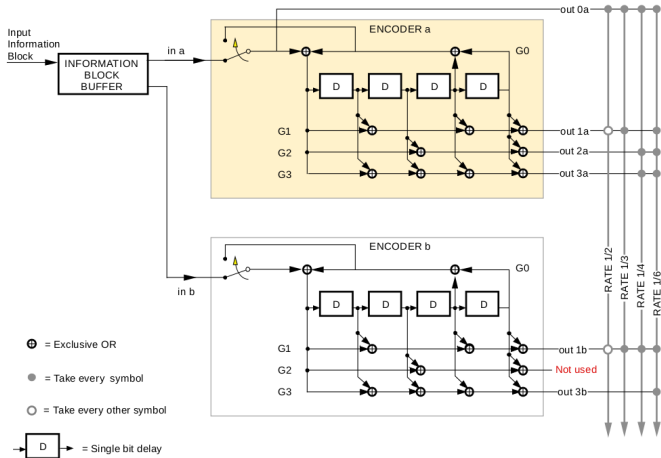 out 0a
ENCODER a
Input
Information
Block
in a
G0
INFORMATION
BLOCK
BUFFER
D
D
D
D
G1
out 1a
G2
out 2a
G3
out 3a
RATE 1/2
RATE 1/3
RATE 1/4
RATE 1/6
ENCODER b
G0
in b
D
D
D
D
= Exclusive OR
G1
out 1b
G2
Not used
= Take every symbol
G3
out 3b
= Take every other symbol
D
= Single bit delay